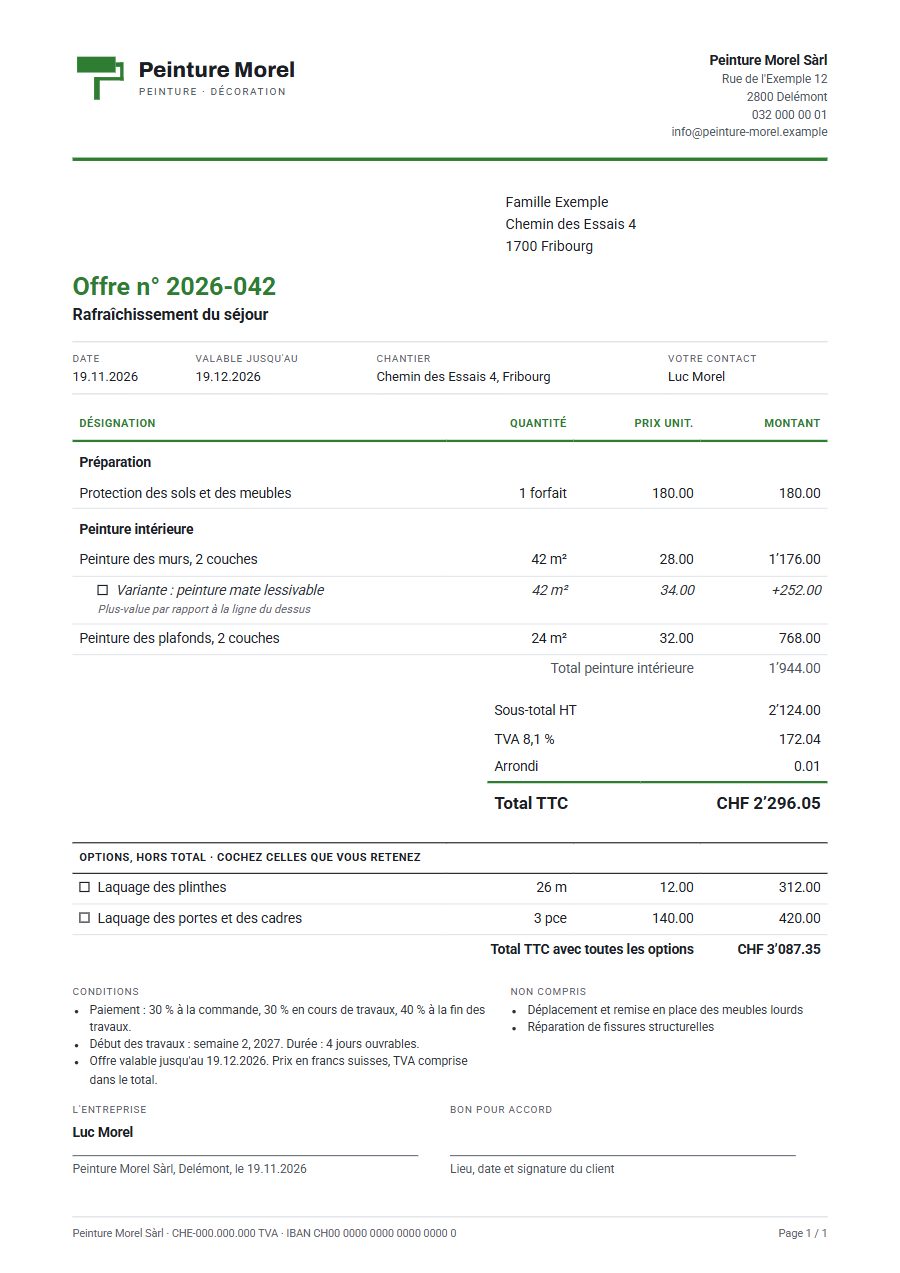 Peinture Morel
PEINTURE · DÉCORATION
Peinture Morel Sàrl
Rue de l'Exemple 12
2800 Delémont
032 000 00 01
info@peinture-morel.example
Famille Exemple
Chemin des Essais 4
1700 Fribourg
Offre n° 2026-042
Rafraîchissement du séjour
DATE VALABLE JUSQU'AU CHANTIER VOTRE CONTACT
19.11.2026 19.12.2026 Chemin des Essais 4, Fribourg Luc Morel
DÉSIGNATION QUANTITÉ PRIX UNIT. MONTANT
Préparation
Protection des sols et des meubles 1 forfait 180.00 180.00
Peinture intérieure
Peinture des murs, 2 couches 42 m² 28.00 1’176.00
☐ Variante : peinture mate lessivable 42 m² 34.00 +252.00
Plus-value par rapport à la ligne du dessus
Peinture des plafonds, 2 couches 24 m² 32.00 768.00
Total peinture intérieure 1’944.00
Sous-total HT 2’124.00
TVA 8,1 % 172.04
Arrondi 0.01
Total TTC CHF 2’296.05
OPTIONS, HORS TOTAL · COCHEZ CELLES QUE VOUS RETENEZ
☐ Laquage des plinthes 26 m 12.00 312.00
☐ Laquage des portes et des cadres 3 pce 140.00 420.00
Total TTC avec toutes les options CHF 3’087.35
CONDITIONS
• Paiement : 30 % à la commande, 30 % en cours de travaux, 40 % à la fin des
travaux.
• Début des travaux : semaine 2, 2027. Durée : 4 jours ouvrables.
• Offre valable jusqu'au 19.12.2026. Prix en francs suisses, TVA comprise
dans le total.
NON COMPRIS
• Déplacement et remise en place des meubles lourds
• Réparation de fissures structurelles
L'ENTREPRISE
Luc Morel
Peinture Morel Sàrl, Delémont, le 19.11.2026
BON POUR ACCORD
Lieu, date et signature du client
Peinture Morel Sàrl · CHE-000.000.000 TVA · IBAN CH00 0000 0000 0000 0000 0 Page 1 / 1